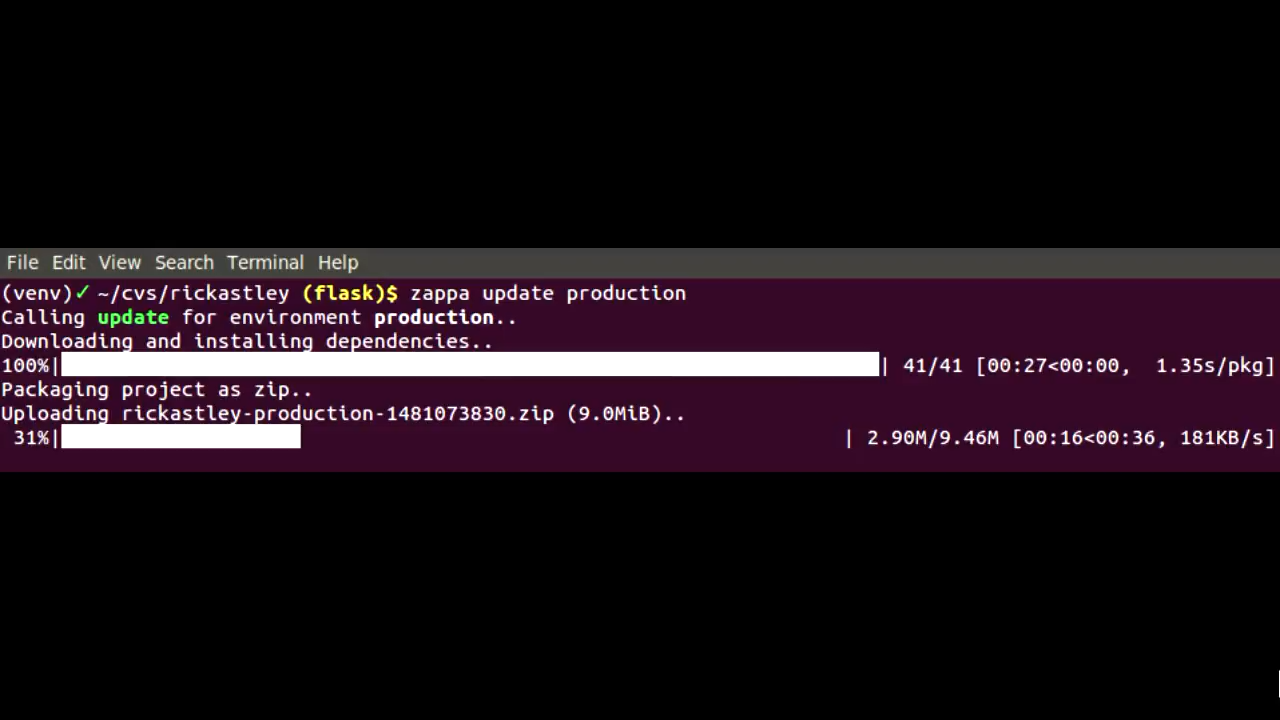 File Edit View Search Terminal Help
(venv)✓ ~/cvs/rickastley (flask)$ zappa update production
Calling update for environment production..
Downloading and installing dependencies..
100%| | 41/41 [00:27<00:00, 1.35s/pkg]
Packaging project as zip..
Uploading rickastley-production-1481073830.zip (9.0MiB)..
31%| | 2.90M/9.46M [00:16<00:36, 181KB/s]